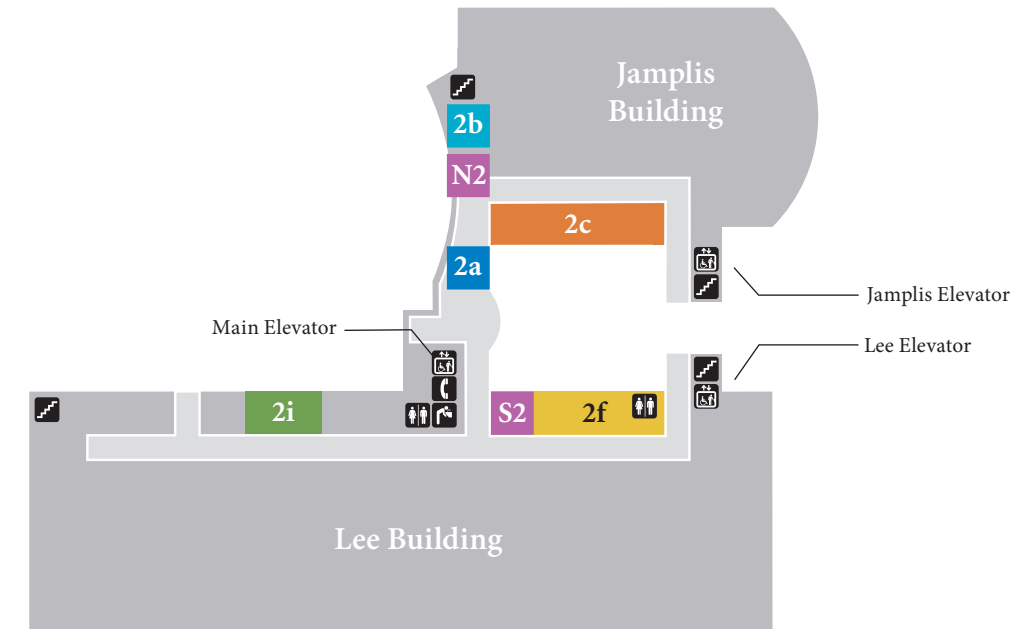 Jamplis
Building
2b
N2
2c
2a
Jamplis Elevator
Main Elevator
Lee Elevator
2i
S2
2f
Lee Building